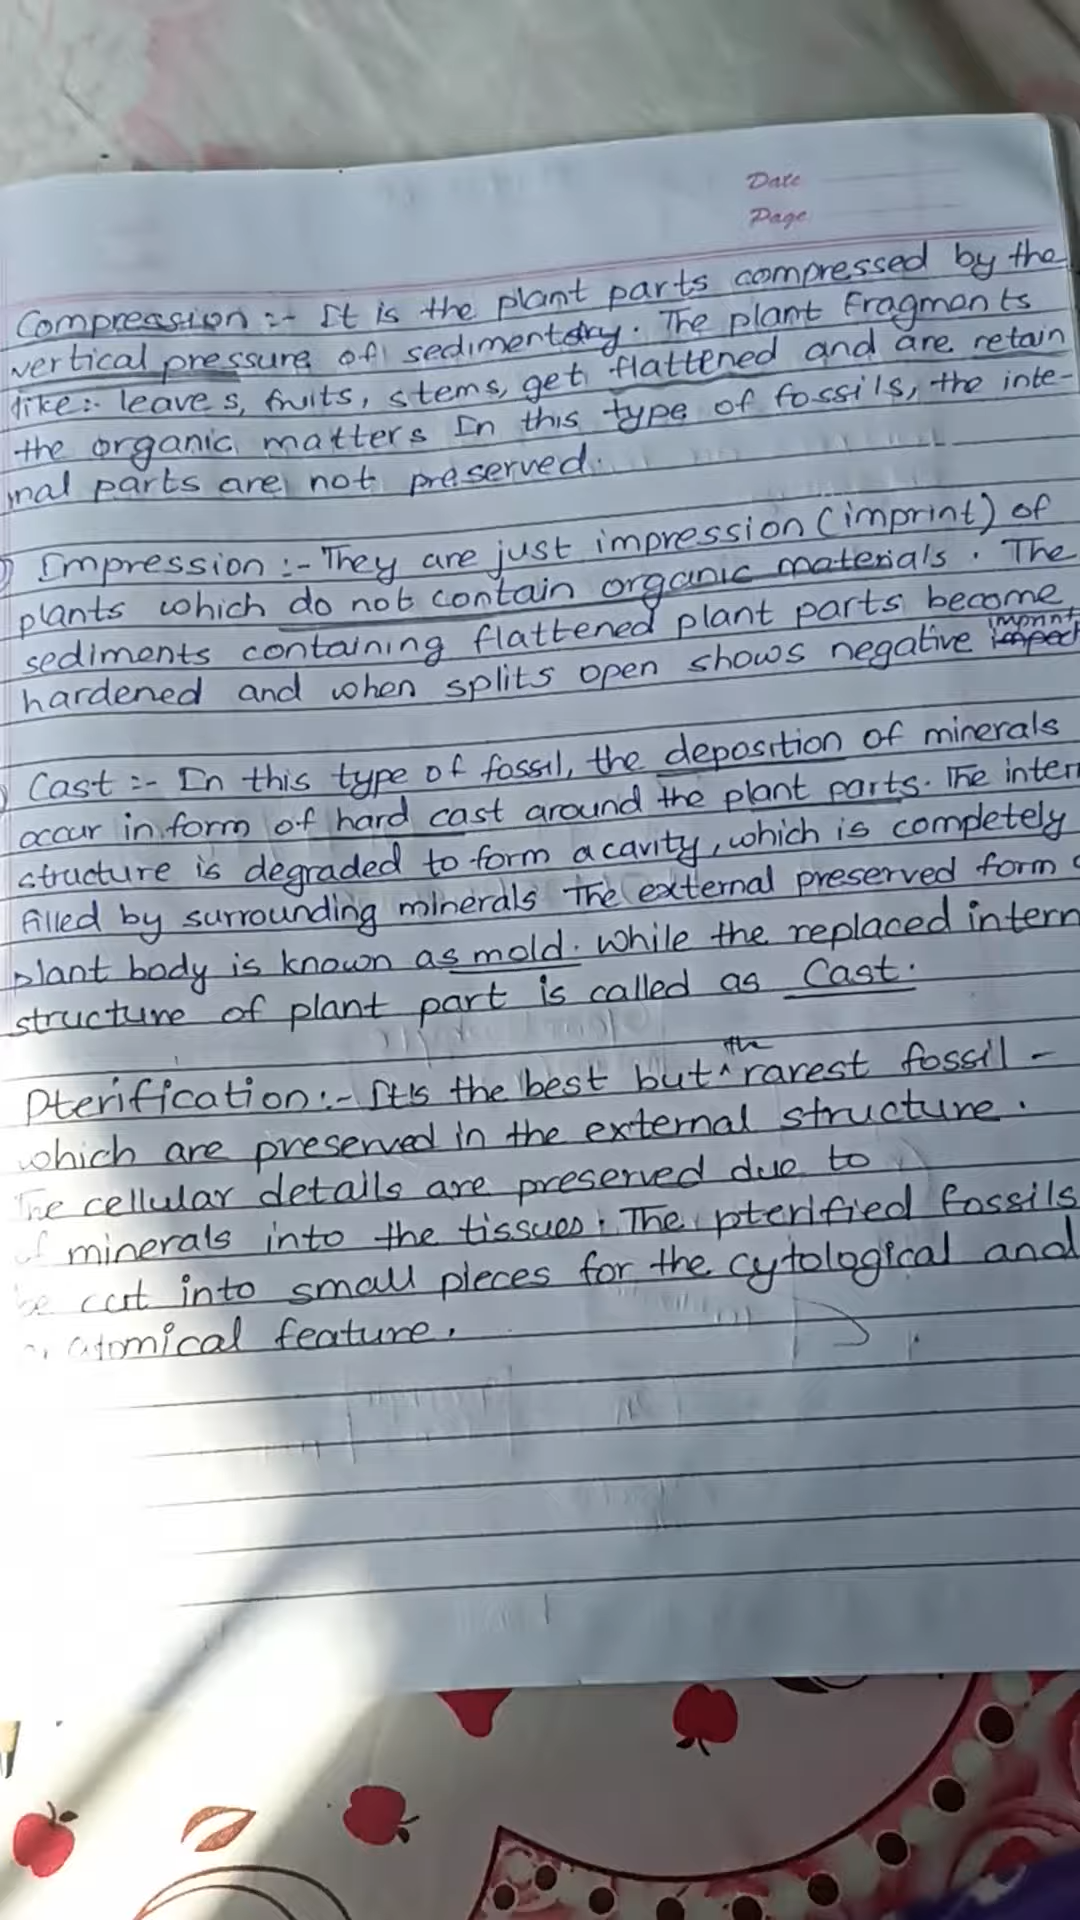 Date
Page
Compression :- It is the plant parts compressed by the
vertical pressure of sedimentary. The plant fragments
like :- leaves, fruits, stems, get flattened and are retain
the organic matters In this type of fossils, the inte-
rnal parts are not preserved.
Impression :- They are just impression (imprint) of
plants which do not contain organic materials. The
sediments containing flattened plant parts become
imprint
hardened and when splits open shows negative
Cast :- In this type of fossil, the deposition of minerals
occur in form of hard cast around the plant parts. The intern
structure is degraded to form a cavity, which is completely
filled by surrounding minerals The external preserved form
plant body is known as mold. While the replaced intern
structure of plant part is called as Cast.
the
Pterification :- It's the best but ^ rarest fossil -
which are preserved in the external structure.
The cellular details are preserved due to
of minerals into the tissues. The pterified fossils
be cut into small pieces for the cytological and
atomical feature.